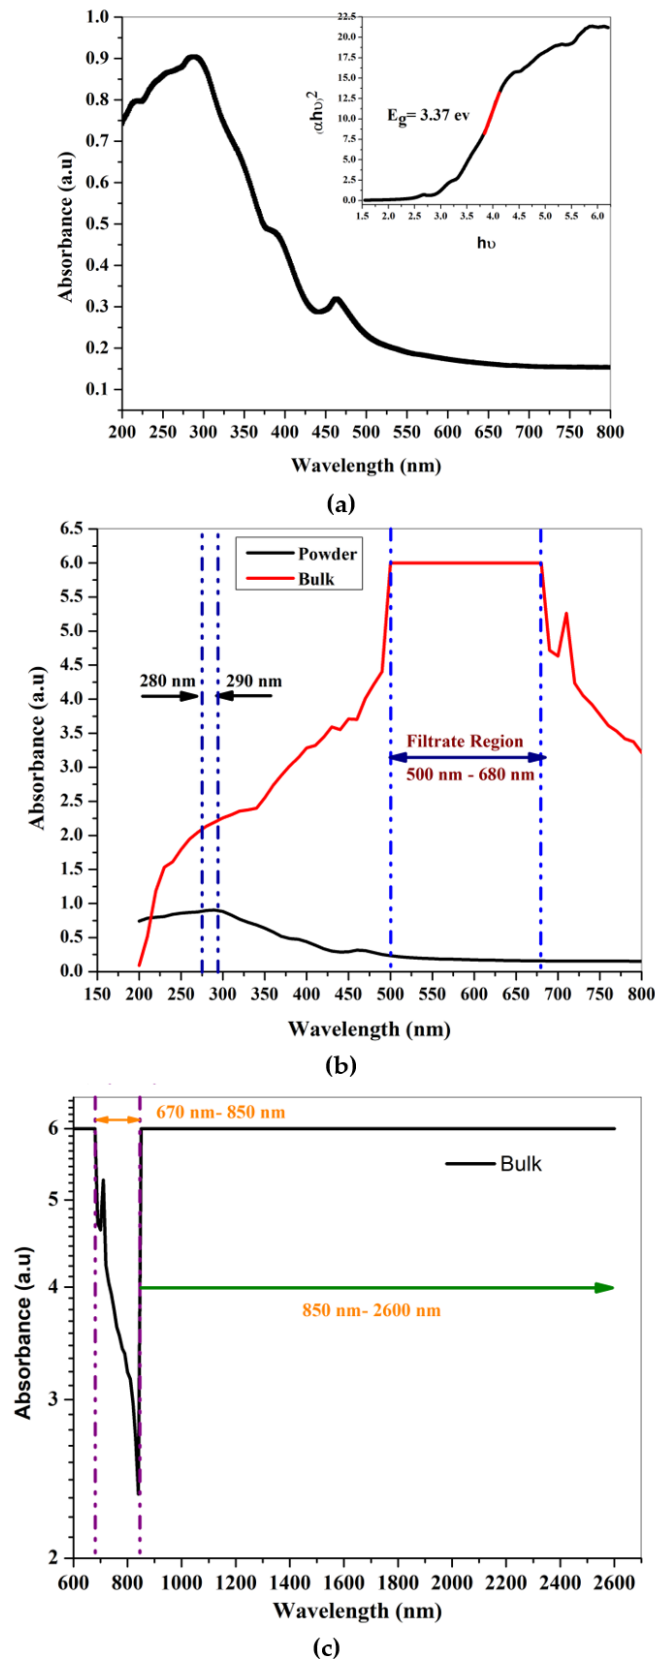 1.0
0.9
0.8
0.7
0.6
0.5
0.4
0.3
0.2
0.1
Absorbance (a.u)
200 250 300 350 400 450 500 550 600 650 700 750 800
Wavelength (nm)
22.5
20.0
17.5
15.0
12.5
10.0
7.5
5.0
2.5
0.0
(αhυ)2
Eg= 3.37 ev
1.5 2.0 2.5 3.0 3.5 4.0 4.5 5.0 5.5 6.0
hυ
(a)
6.5
6.0
5.5
5.0
4.5
4.0
3.5
3.0
2.5
2.0
1.5
1.0
0.5
0.0
Absorbance (a.u)
Powder
Bulk
280 nm 290 nm
Filtrate Region
500 nm - 680 nm
150 200 250 300 350 400 450 500 550 600 650 700 750 800
Wavelength (nm)
(b)
670 nm- 850 nm
6
5
4
3
2
Absorbance (a.u)
Bulk
850 nm- 2600 nm
600 800 1000 1200 1400 1600 1800 2000 2200 2400 2600
Wavelength (nm)
(c)